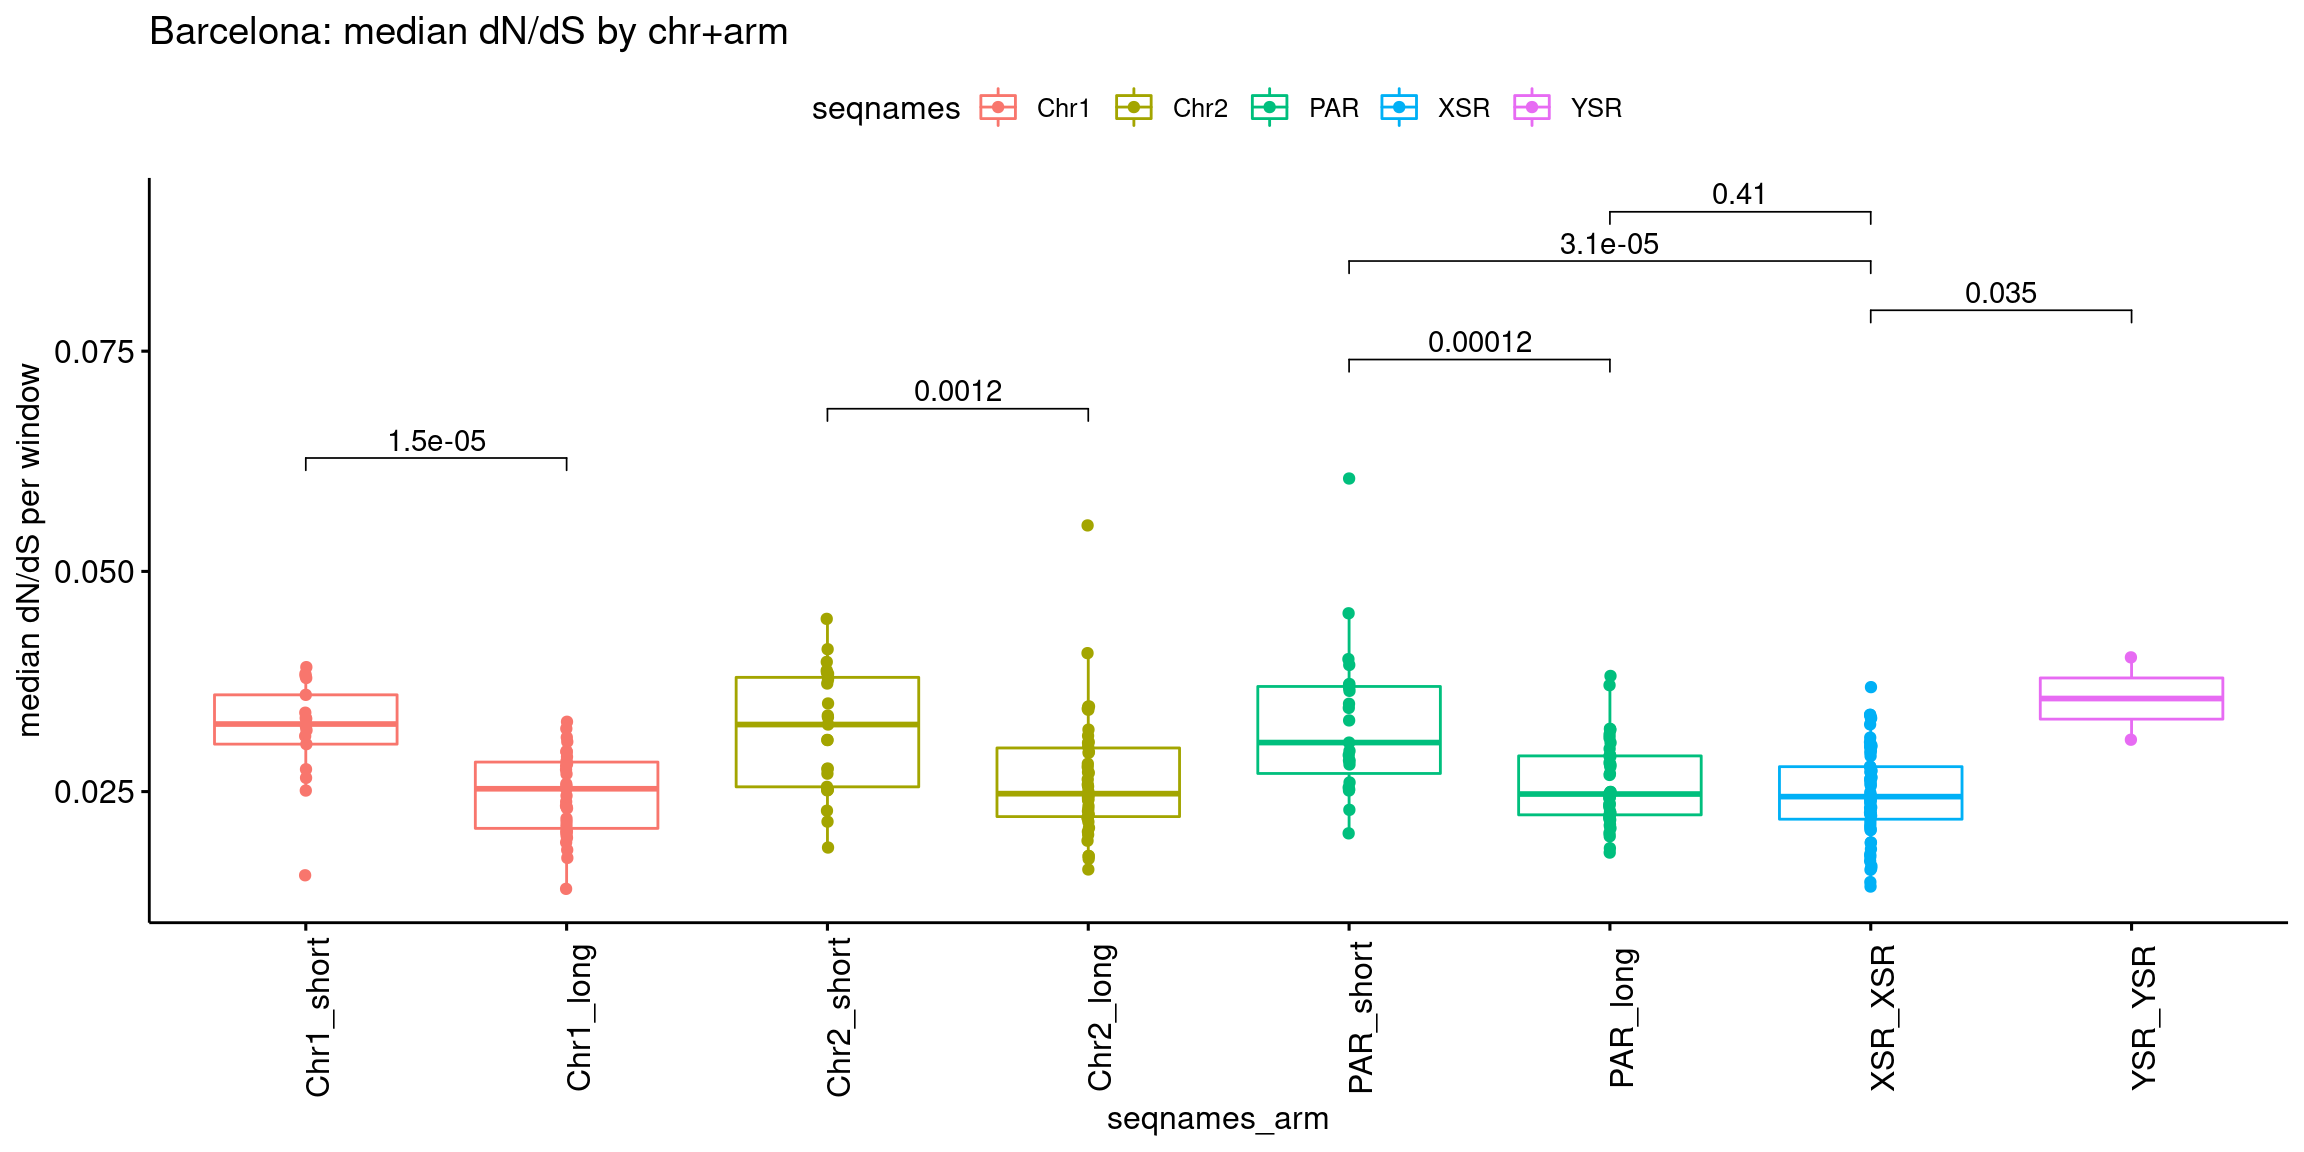 Barcelona: median dN/dS by chr+arm
seqnames Chr1 Chr2 PAR XSR YSR
0.41
3.1e-05
0.035
0.00012
0.0012
1.5e-05
0.075
0.050
0.025
median dN/dS per window
Chr1_short
Chr1_long
Chr2_short
Chr2_long
PAR_short
PAR_long
XSR_XSR
YSR_YSR
seqnames_arm